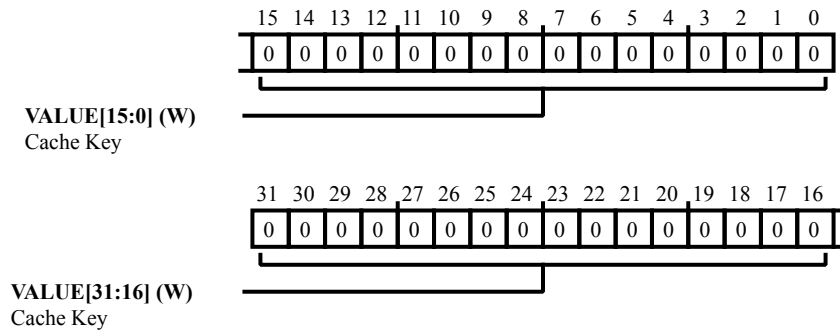 15 14 13 12 11 10 9 8 7 6 5 4 3 2 1 0
0 0 0 0 0 0 0 0 0 0 0 0 0 0 0 0
VALUE[15:0] (W)
Cache Key
31 30 29 28 27 26 25 24 23 22 21 20 19 18 17 16
0 0 0 0 0 0 0 0 0 0 0 0 0 0 0 0
VALUE[31:16] (W)
Cache Key